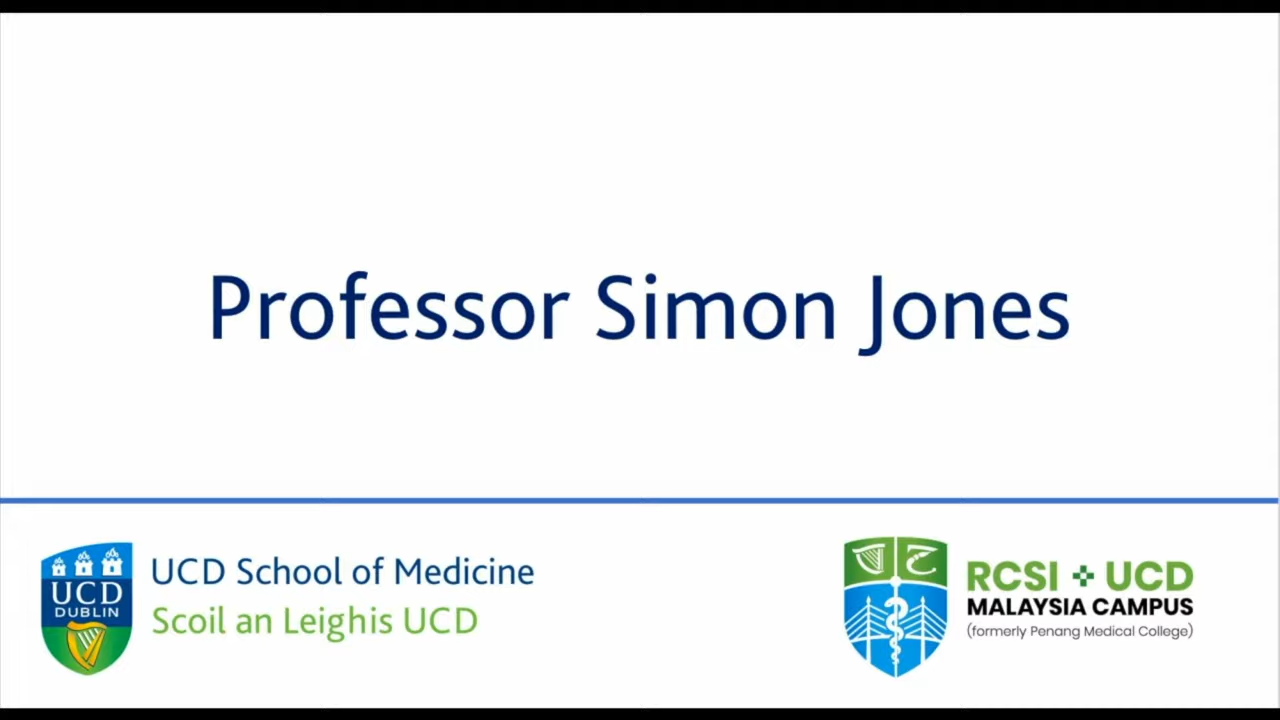 Professor Simon Jones
UCD
DUBLIN
UCD School of Medicine
Scoil an Leighis UCD
RCSI + UCD
MALAYSIA CAMPUS
(formerly Penang Medical College)